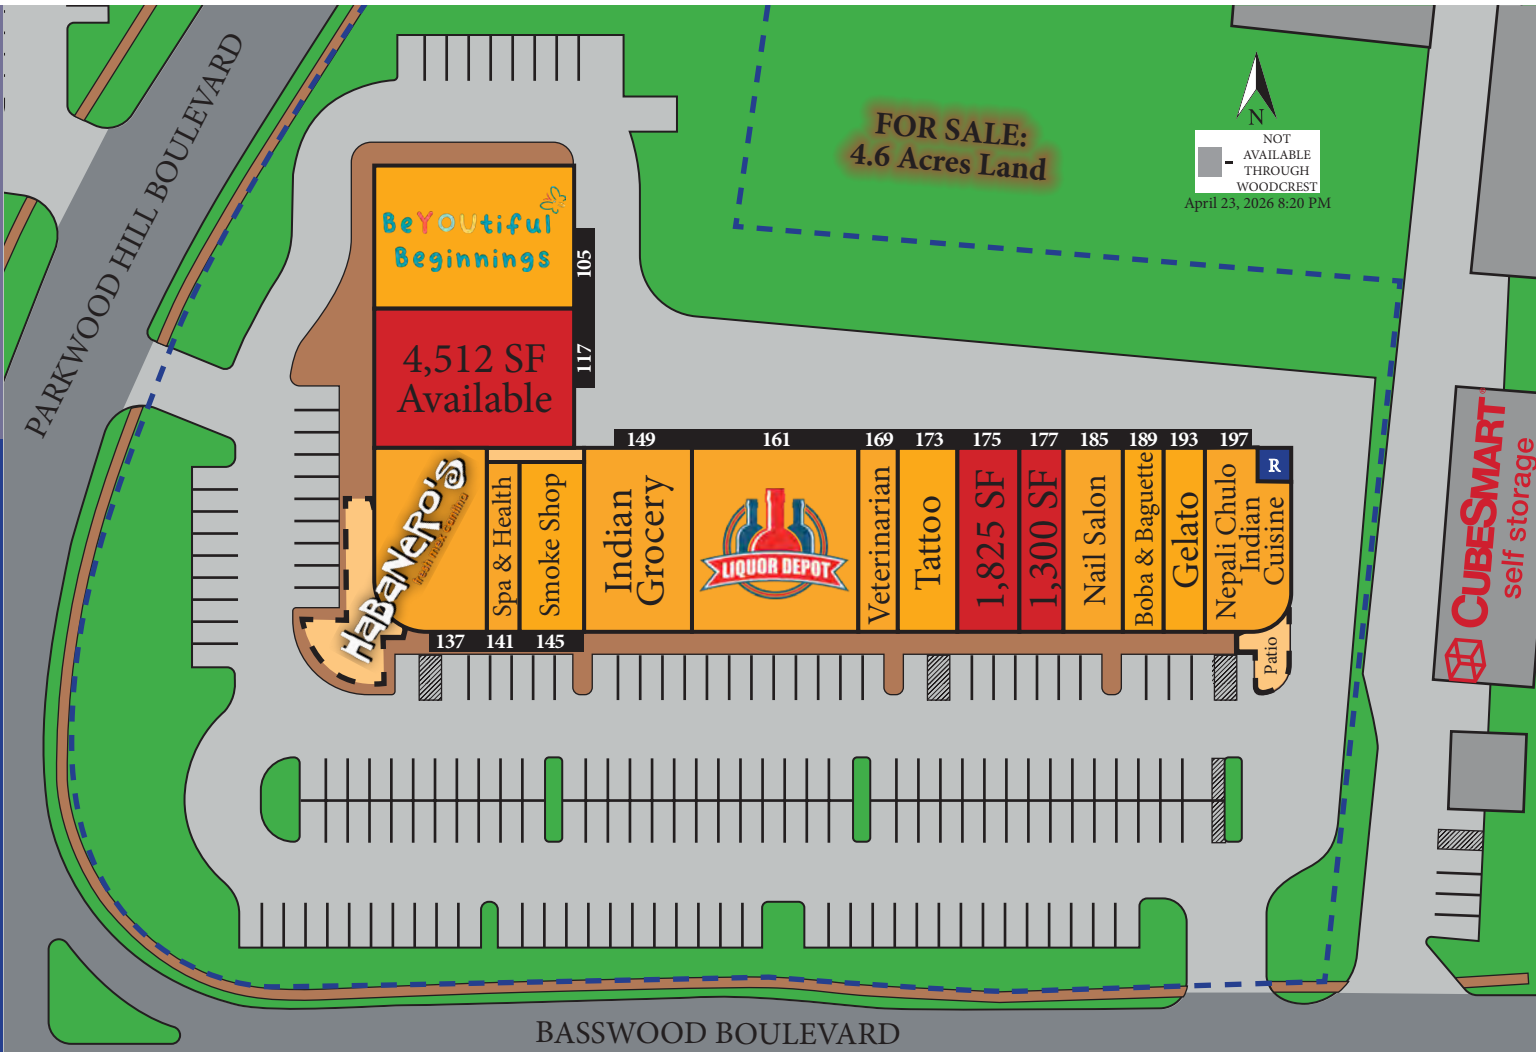 PARKWOOD HILL BOULEVARD
FOR SALE:
4.6 Acres Land
N
NOT
AVAILABLE
THROUGH
WOODCREST
April 23, 2026 8:20 PM
BeYOUtiful
Beginnings
105
4,512 SF
Available
117
149
161
169
173
175
177
185
189
193
197
R
HABANERO'S
fresh mex cantina
Spa & Health
Smoke Shop
Indian
Grocery
LIQUOR DEPOT
Veterinarian
Tattoo
1,825 SF
1,300 SF
Nail Salon
Boba & Baguette
Gelato
Nepali Chulo
Indian
Cuisine
137
141
145
Patio
CUBESMART
self storage
BASSWOOD BOULEVARD